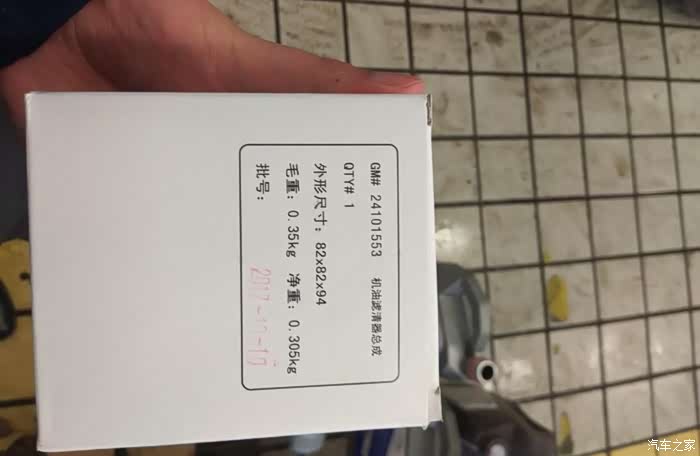 GM# 24101553 机油滤清器总成
QTY# 1
外形尺寸：82x82x94
毛重：0.35kg 净重：0.305kg
批号：
汽车之家